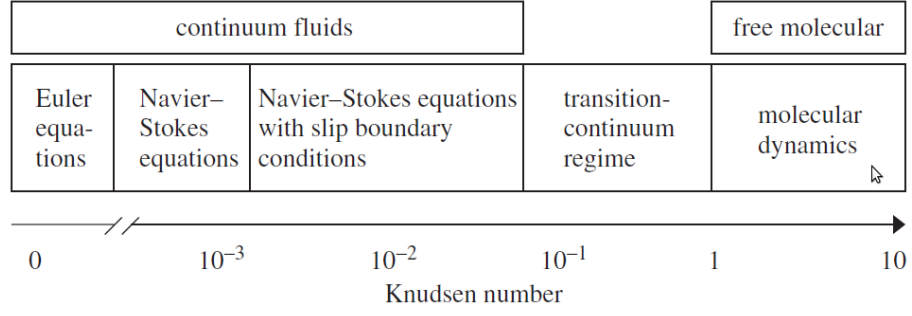 continuum fluids
free molecular
Euler
equa-
tions
Navier–
Stokes
equations
Navier–Stokes equations
with slip boundary
conditions
transition-
continuum
regime
molecular
dynamics
0 10⁻³ 10⁻² 10⁻¹ 1 10
Knudsen number